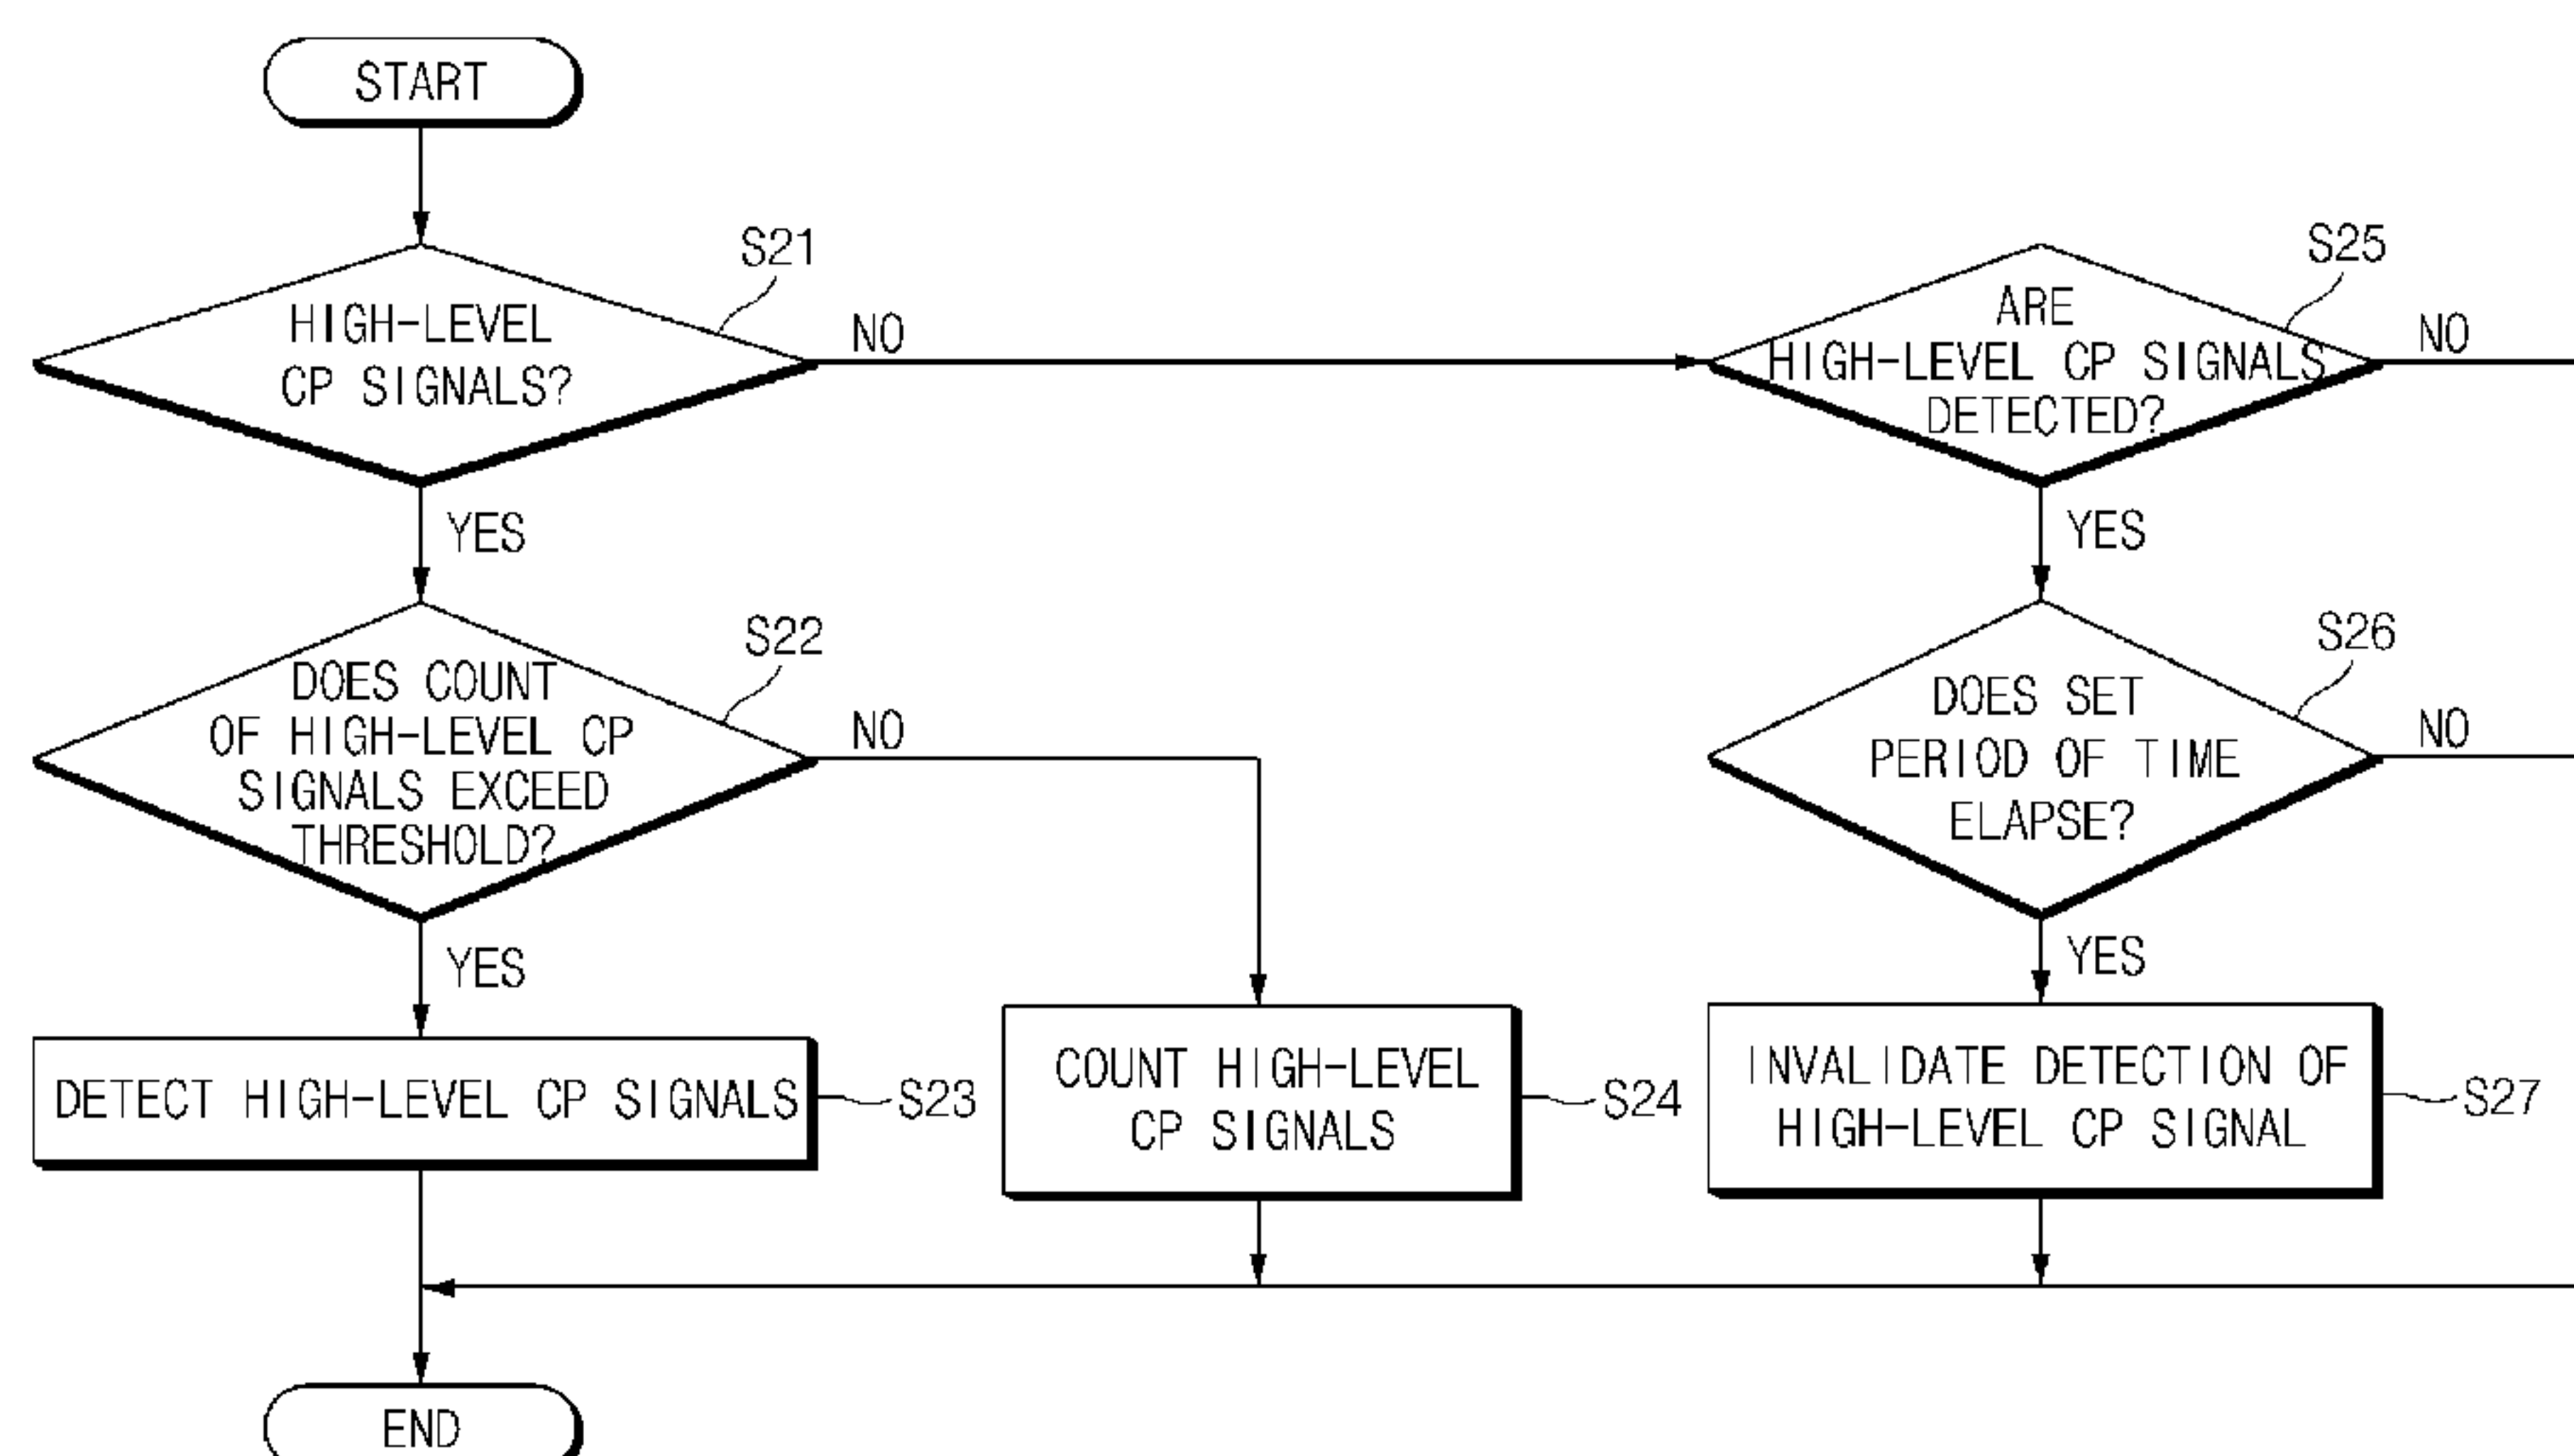 START
S21
HIGH-LEVEL
CP SIGNALS?
NO
YES
S25
ARE
HIGH-LEVEL CP SIGNALS
DETECTED?
NO
YES
S22
DOES COUNT
OF HIGH-LEVEL CP
SIGNALS EXCEED
THRESHOLD?
NO
YES
S26
DOES SET
PERIOD OF TIME
ELAPSE?
NO
YES
DETECT HIGH-LEVEL CP SIGNALS
S23
COUNT HIGH-LEVEL
CP SIGNALS
S24
INVALIDATE DETECTION OF
HIGH-LEVEL CP SIGNAL
S27
END